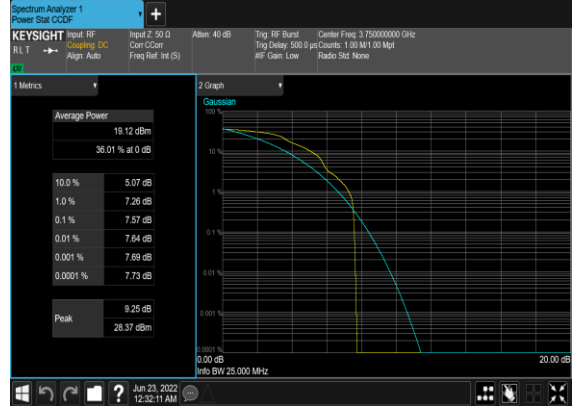 Spectrum Analyzer 1
Power Stat CCDF
KEYSIGHT
RLT
Input: RF
Coupling: DC
Align: Auto
Input Z: 50 Ω
Corr CCorr
Freq Ref: Int (S)
Atten: 40 dB
Trig: RF Burst
Trig Delay: 500.0 µs
#IF Gain: Low
Center Freq: 3.750000000 GHz
Counts: 1.00 M/1.00 Mpt
Radio Std: None
1 Metrics
Average Power
19.12 dBm
36.01 % at 0 dB
10.0 % 5.07 dB
1.0 % 7.26 dB
0.1 % 7.57 dB
0.01 % 7.64 dB
0.001 % 7.69 dB
0.0001 % 7.73 dB
Peak
9.25 dB
28.37 dBm
2 Graph
Gaussian
100 %
10 %
1 %
0.1 %
0.01 %
0.001 %
0.0001 %
0.00 dB
20.00 dB
Info BW 25.000 MHz
?
Jun 23, 2022
12:32:11 AM